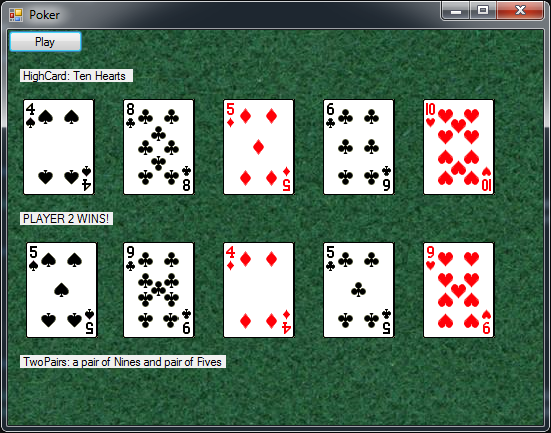 Poker
Play
HighCard: Ten Hearts
4 8 5 6 10
4 8 5 6 10
PLAYER 2 WINS!
5 9 4 5 9
5 9 4 5 9
TwoPairs: a pair of Nines and pair of Fives